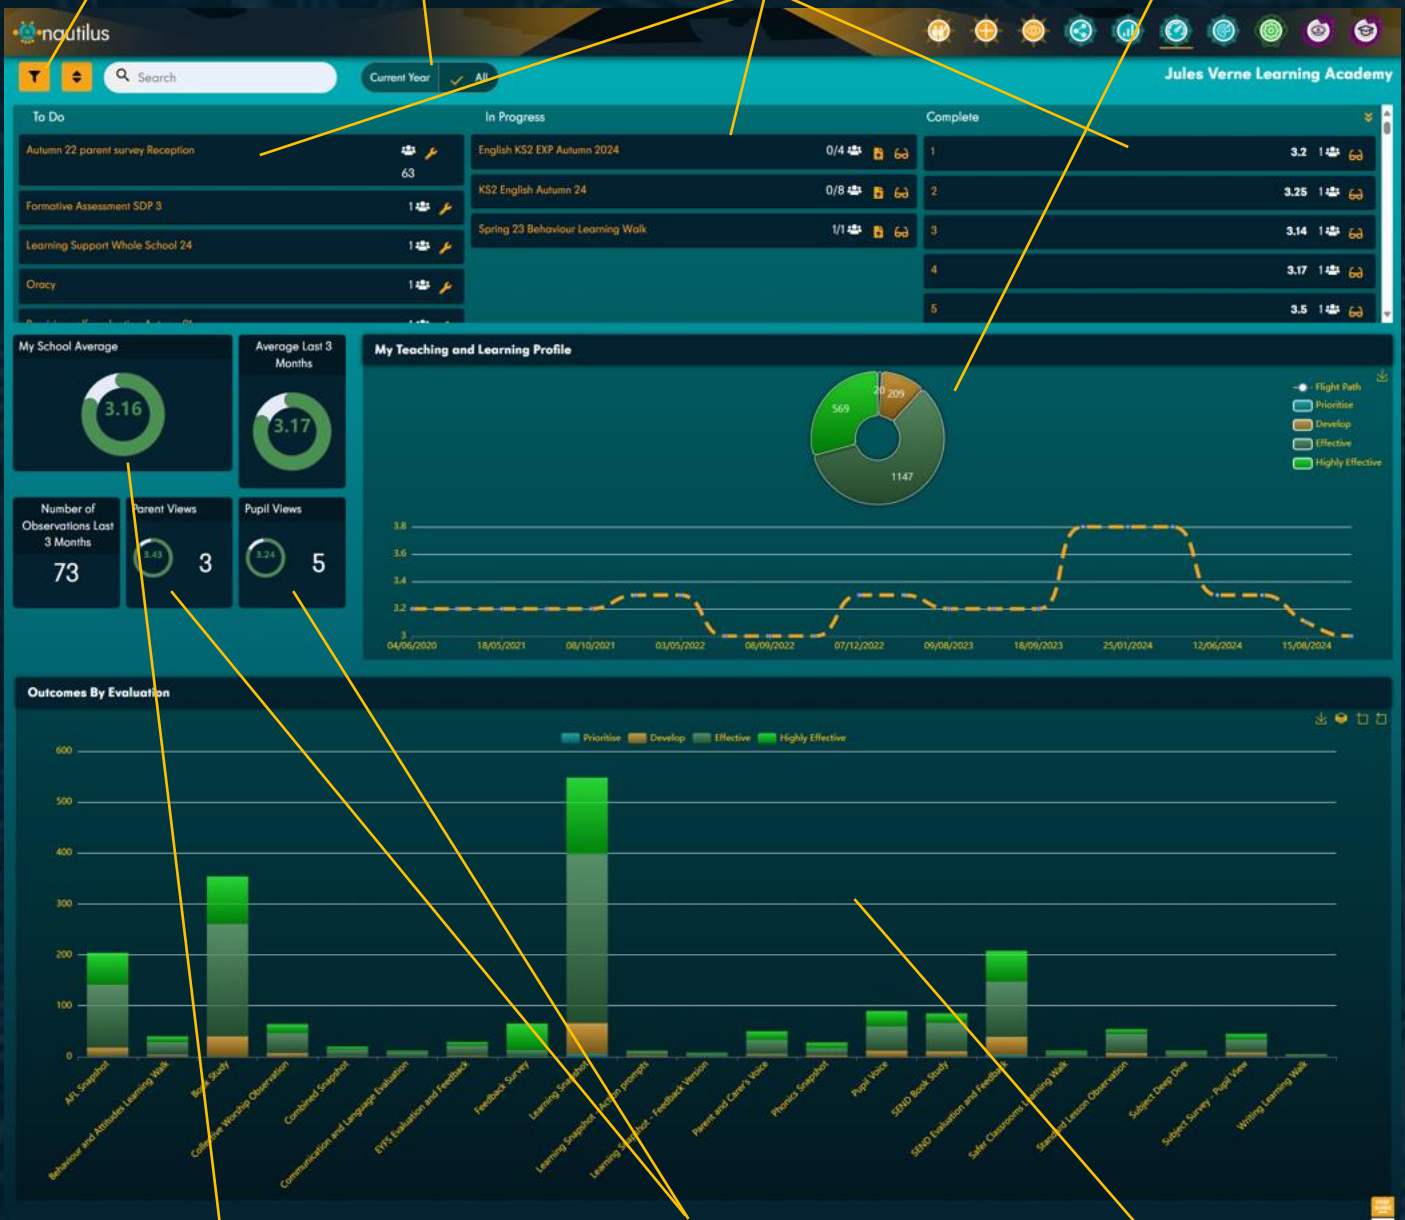 nautilus
Search
Current Year
All
Jules Verne Learning Academy
To Do
In Progress
Complete
Autumn 22 parent survey Reception
63
Formative Assessment SDP 3
1
Learning Support Whole School 24
1
Oracy
1
English KS2 EXP Autumn 2024
0/4
KS2 English Autumn 24
0/8
Spring 23 Behaviour Learning Walk
1/1
1 3.2 1
2 3.25 1
3 3.14 1
4 3.17 1
5 3.5 1
My School Average
3.16
Average Last 3
Months
3.17
Number of
Observations Last
3 Months
73
Parent Views
3.43 3
Pupil Views
3.24 5
My Teaching and Learning Profile
20 209
569
1147
Flight Path
Prioritise
Develop
Effective
Highly Effective
3.8
3.6
3.4
3.2
3
04/06/2020 18/05/2021 08/10/2021 03/05/2022 08/09/2022 07/12/2022 09/08/2023 18/09/2023 25/01/2024 12/06/2024 15/08/2024
Outcomes By Evaluation
Prioritise Develop Effective Highly Effective
600
500
400
300
200
100
0
AFL Snapshot
Behaviour and Attitudes Learning Walk
Book Study
Collective Worship Observation
Combined Snapshot
Communication and Language Evaluation
EYFS Evaluation and Feedback
Feedback Survey
Learning Snapshot
Learning Snapshot - Action prompts
Learning Snapshot - Feedback Version
Parent and Carer's Voice
Phonics Snapshot
Pupil Voice
SEND Book Study
SEND Evaluation and Feedback
Safer Classrooms Learning Walk
Standard Lesson Observation
Subject Deep Dive
Subject Survey - Pupil View
Writing Learning Walk